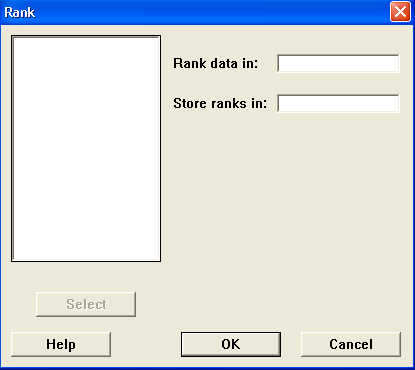 Rank
Rank data in:
Store ranks in:
Select
Help
OK
Cancel